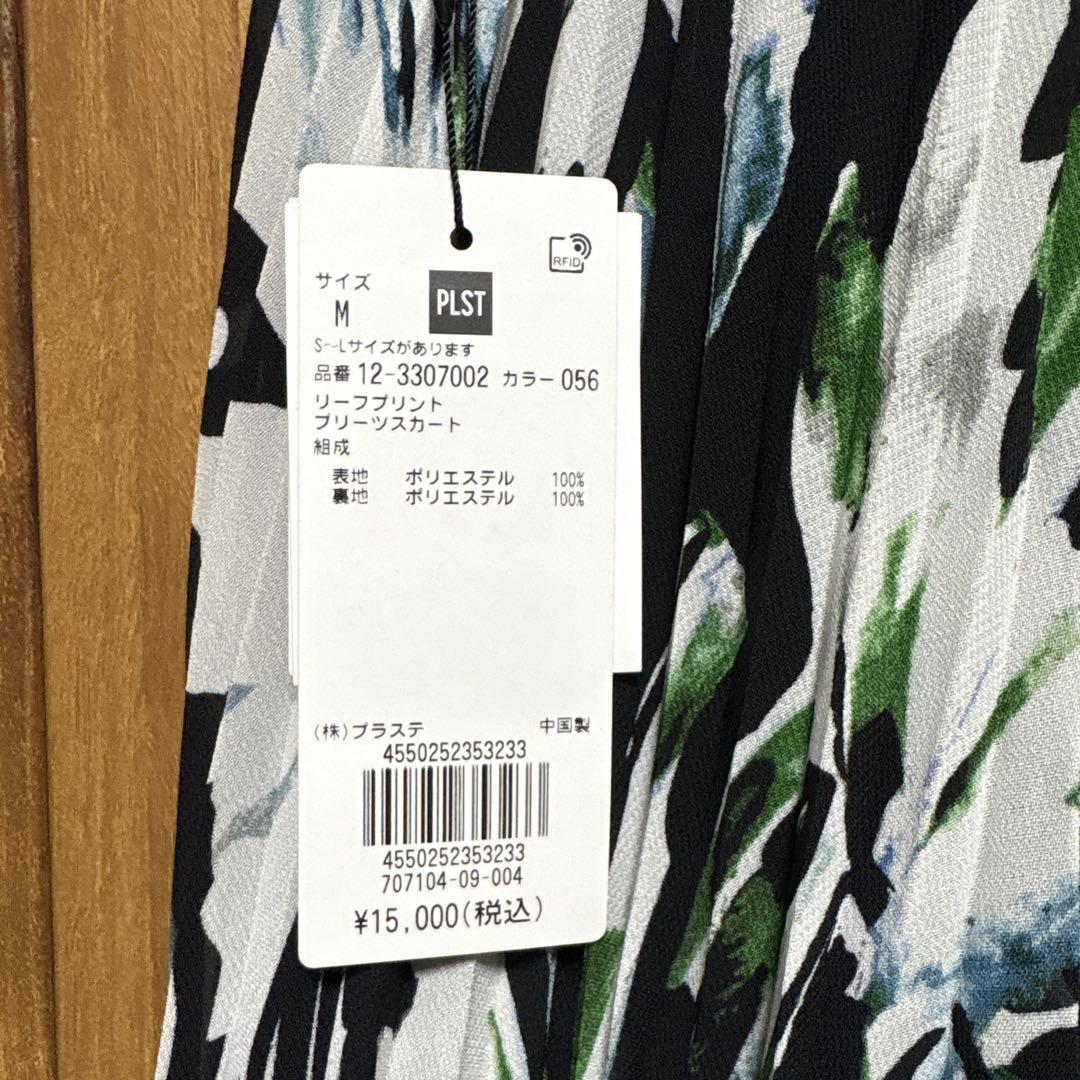 RFID
サイズ
M
PLST
S~Lサイズがあります
品番 12-3307002 カラー 056
リーフプリント
プリーツスカート
組成
表地 ポリエステル 100%
裏地 ポリエステル 100%
(株)プラステ 中国製
4550252353233
4550252353233
707104-09-004
¥15,000(税込)